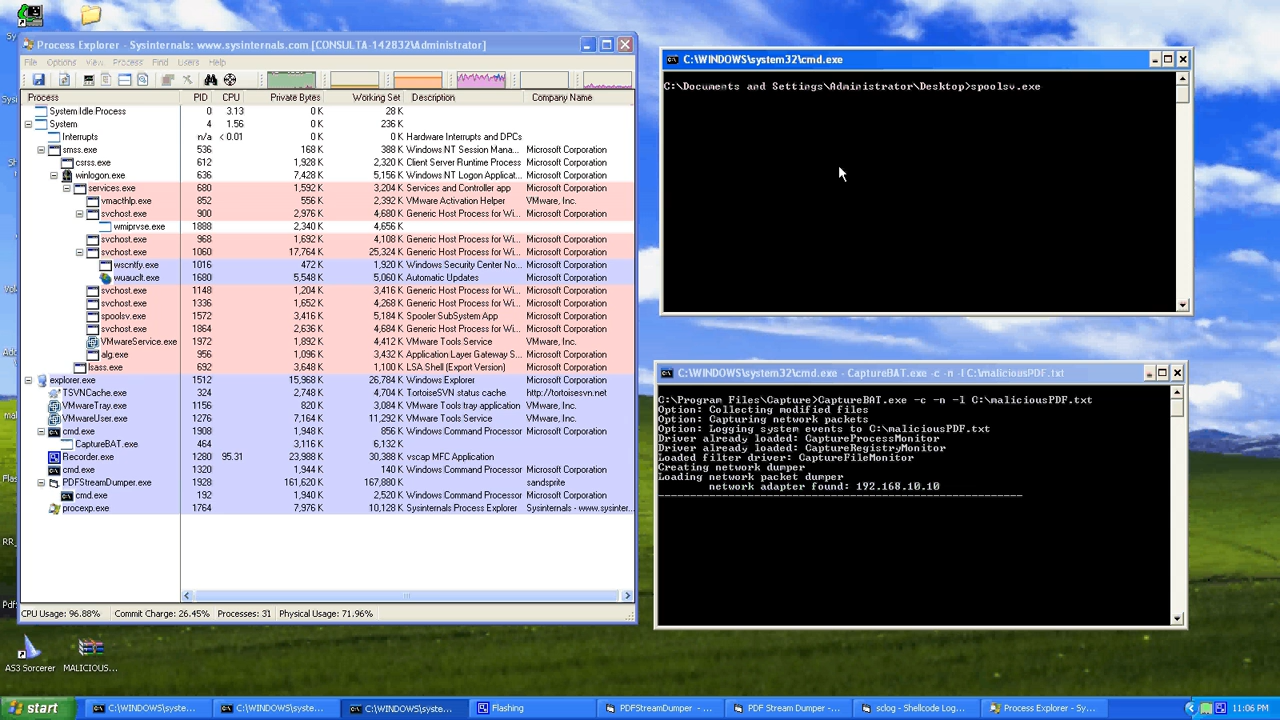 Process Explorer - Sysinternals: www.sysinternals.com [CONSULTA-142832\Administrator]
File Options View Process Find Users Help
Process PID CPU Private Bytes Working Set Description Company Name
System Idle Process 0 3.13 28 K
System 4 1.56 236 K
Interrupts n/a < 0.01 Hardware Interrupts and DPCs
smss.exe 536 168 K 388 K Windows NT Session Mana... Microsoft Corporation
csrss.exe 612 1,928 K 2,320 K Client Server Runtime Process Microsoft Corporation
winlogon.exe 636 7,428 K 5,156 K Windows NT Logon Applicat... Microsoft Corporation
services.exe 680 1,592 K 3,204 K Services and Controller app Microsoft Corporation
vmacthlp.exe 852 556 K 2,392 K VMware Activation Helper VMware, Inc.
svchost.exe 900 2,976 K 4,680 K Generic Host Process for Wi... Microsoft Corporation
wmiprvse.exe 1888 2,340 K 4,656 K
svchost.exe 968 1,692 K 4,108 K Generic Host Process for Wi... Microsoft Corporation
svchost.exe 1060 17,764 K 25,324 K Generic Host Process for Wi... Microsoft Corporation
wscntfy.exe 1016 472 K 1,920 K Windows Security Center No... Microsoft Corporation
wuauclt.exe 1680 5,548 K 5,060 K Automatic Updates Microsoft Corporation
svchost.exe 1148 1,204 K 3,416 K Generic Host Process for Wi... Microsoft Corporation
svchost.exe 1336 1,652 K 4,268 K Generic Host Process for Wi... Microsoft Corporation
spoolsv.exe 1572 3,416 K 5,184 K Spooler SubSystem App Microsoft Corporation
svchost.exe 1864 2,636 K 4,684 K Generic Host Process for Wi... Microsoft Corporation
VMwareService.exe 1972 1,892 K 4,412 K VMware Tools Service VMware, Inc.
alg.exe 956 1,096 K 3,432 K Application Layer Gateway S... Microsoft Corporation
lsass.exe 692 3,648 K 1,100 K LSA Shell (Export Version) Microsoft Corporation
explorer.exe 1512 15,968 K 26,784 K Windows Explorer Microsoft Corporation
TSVNCache.exe 324 2,748 K 4,704 K TortoiseSVN status cache http://tortoisesvn.net
VMwareTray.exe 1156 820 K 3,084 K VMware Tools tray application VMware, Inc.
VMwareUser.exe 1276 7,164 K 11,292 K VMware Tools Service VMware, Inc.
cmd.exe 1908 1,948 K 856 K Windows Command Processor Microsoft Corporation
CaptureBAT.exe 464 3,116 K 6,132 K
Recorder.exe 1280 95.31 23,988 K 30,388 K vscap MFC Application
cmd.exe 1320 1,944 K 140 K Windows Command Processor Microsoft Corporation
PDFStreamDumper.exe 1928 161,620 K 167,880 K sandsprite
cmd.exe 192 1,940 K 2,520 K Windows Command Processor Microsoft Corporation
procexp.exe 1764 7,976 K 10,128 K Sysinternals Process Explorer Sysinternals - www.sysinter...
CPU Usage: 96.88% Commit Charge: 26.45% Processes: 31 Physical Usage: 71.96%
C:\WINDOWS\system32\cmd.exe
C:\Documents and Settings\Administrator\Desktop>spoolsv.exe
C:\WINDOWS\system32\cmd.exe - CaptureBAT.exe -c -n -l C:\maliciousPDF.txt
C:\Program Files\Capture>CaptureBAT.exe -c -n -l C:\maliciousPDF.txt
Option: Collecting modified files
Option: Capturing network packets
Option: Logging system events to C:\maliciousPDF.txt
Driver already loaded: CaptureProcessMonitor
Driver already loaded: CaptureRegistryMonitor
Loaded filter driver: CaptureFileMonitor
Creating network dumper
Loading network packet dumper
network adapter found: 192.168.10.10
AS3 Sorcerer
MALICIOUS...
start
C:\WINDOWS\syste...
C:\WINDOWS\syste...
C:\WINDOWS\syste...
Flashing
PDFStreamDumper - ...
PDF Stream Dumper -...
sclog - Shellcode Log...
Process Explorer - Sy...
11:06 PM